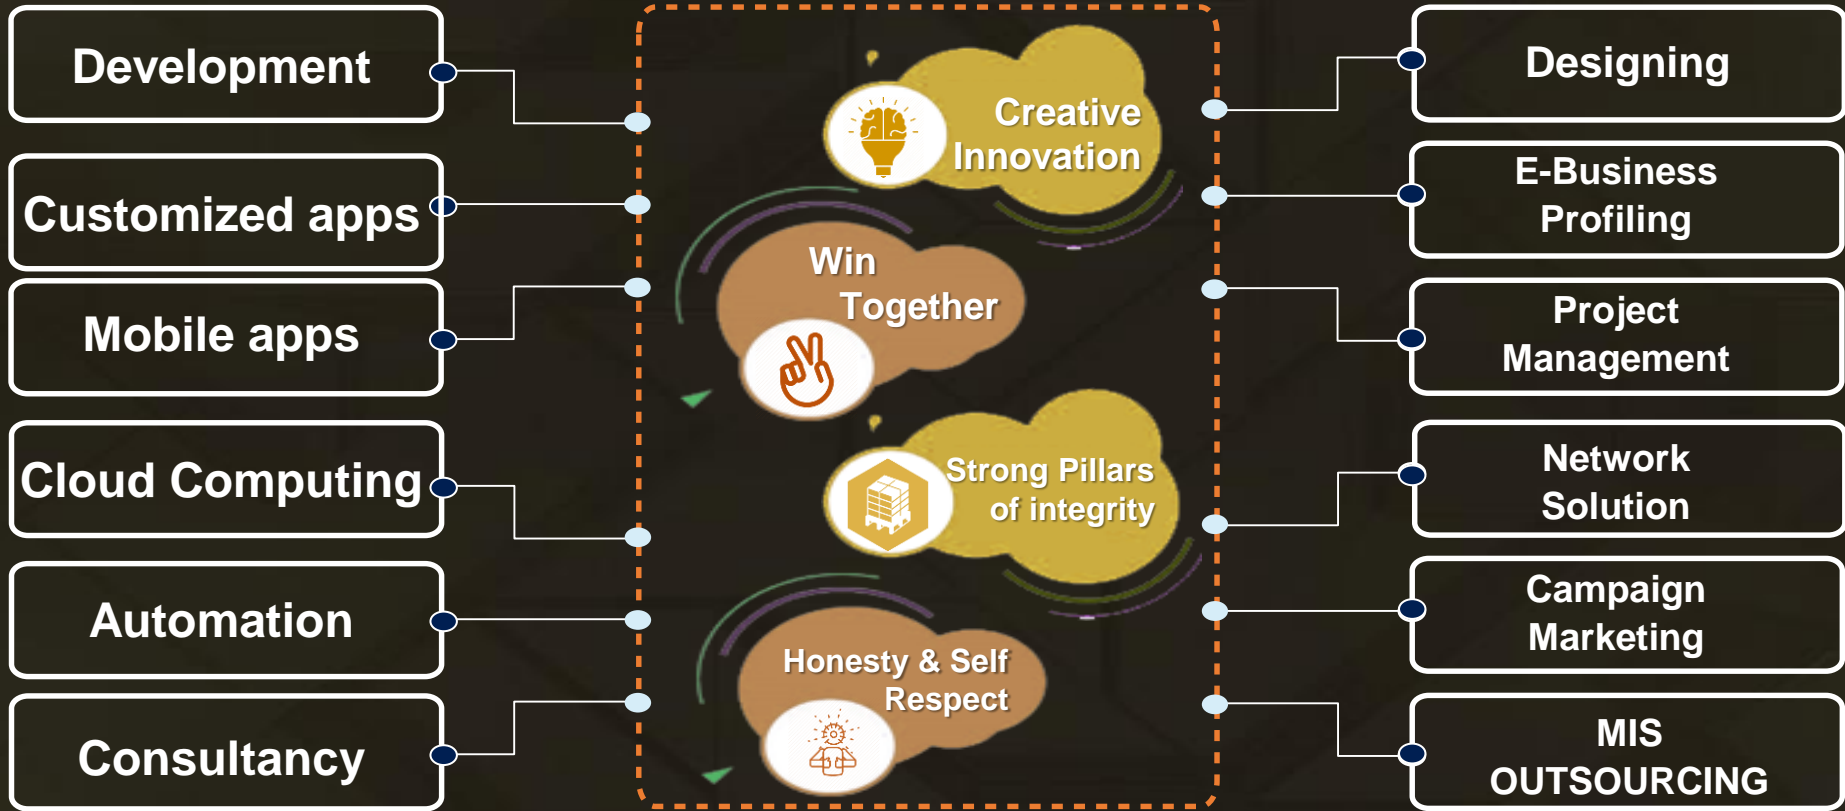 Development
Customized apps
Mobile apps
Cloud Computing
Automation
Consultancy
Creative
Innovation
Win
Together
Strong Pillars
of integrity
Honesty & Self
Respect
Designing
E-Business
Profiling
Project
Management
Network
Solution
Campaign
Marketing
MIS
OUTSOURCING